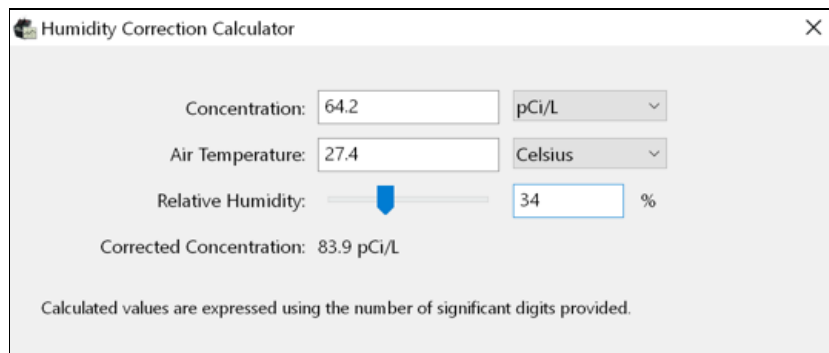 Humidity Correction Calculator
Concentration: 64.2 pCi/L
Air Temperature: 27.4 Celsius
Relative Humidity: 34 %
Corrected Concentration: 83.9 pCi/L
Calculated values are expressed using the number of significant digits provided.